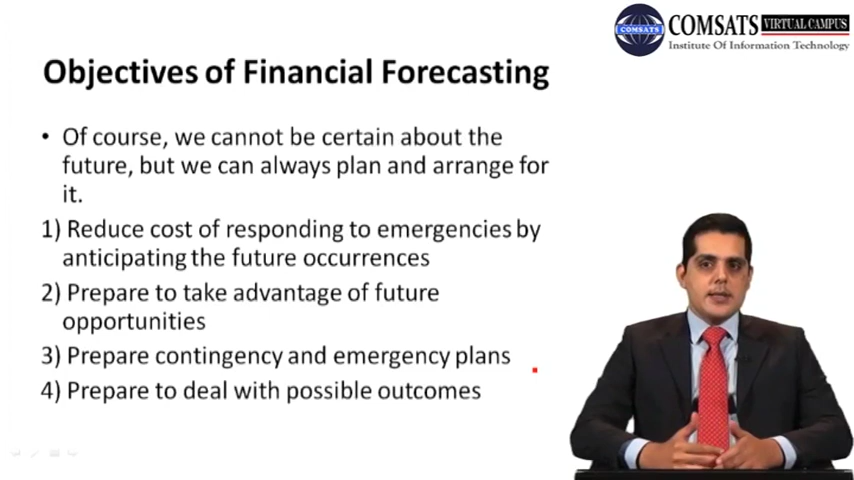 COMSATS VIRTUAL CAMPUS
COMSATS
Institute Of Information Technology
Objectives of Financial Forecasting
• Of course, we cannot be certain about the
future, but we can always plan and arrange for
it.
1) Reduce cost of responding to emergencies by
anticipating the future occurrences
2) Prepare to take advantage of future
opportunities
3) Prepare contingency and emergency plans
4) Prepare to deal with possible outcomes